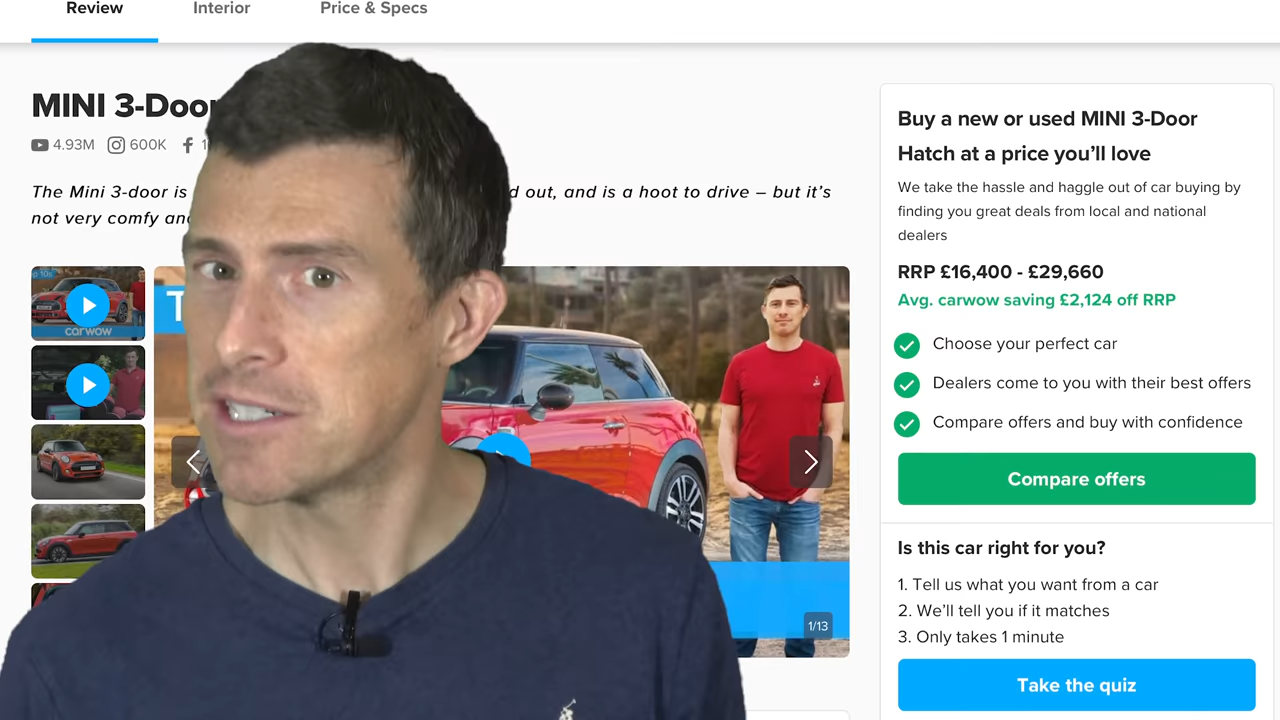 Review
Interior
Price & Specs
MINI 3-Door
4.93M
600K
The Mini 3-door is
d out, and is a hoot to drive – but it's
not very comfy an
carwow
T
1/13
Buy a new or used MINI 3-Door
Hatch at a price you'll love
We take the hassle and haggle out of car buying by
finding you great deals from local and national
dealers
RRP £16,400 - £29,660
Avg. carwow saving £2,124 off RRP
Choose your perfect car
Dealers come to you with their best offers
Compare offers and buy with confidence
Compare offers
Is this car right for you?
1. Tell us what you want from a car
2. We'll tell you if it matches
3. Only takes 1 minute
Take the quiz